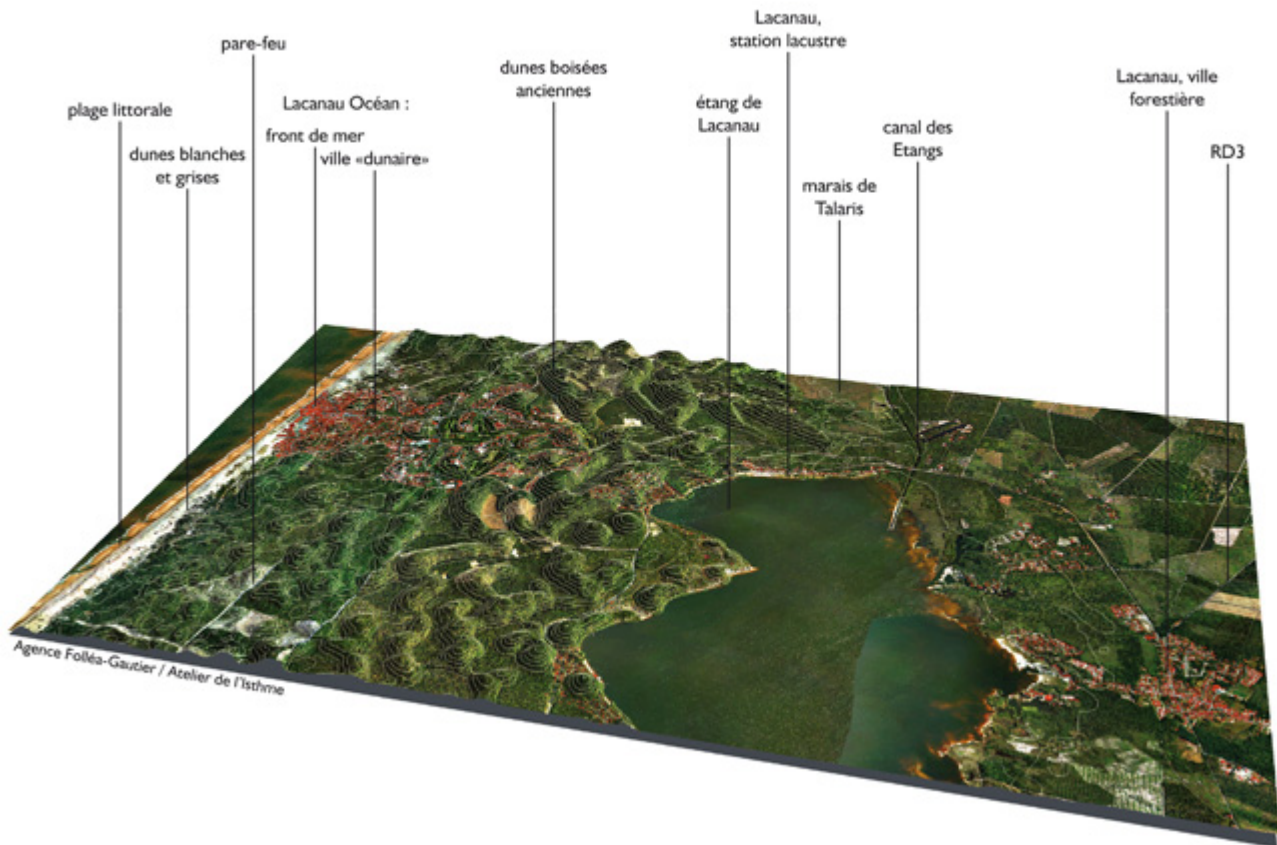 plage littorale
dunes blanches
et grises
pare-feu
Lacanau Océan :
front de mer
ville «dunaire»
dunes boisées
anciennes
étang de
Lacanau
Lacanau,
station lacustre
marais de
Talaris
canal des
Etangs
Lacanau, ville
forestière
RD3
Agence Folléa-Gautier / Atelier de l'Isthme